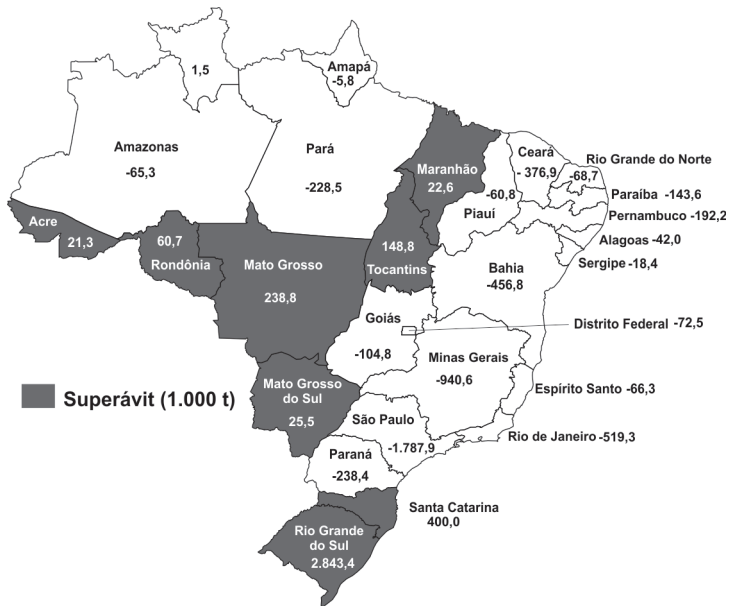 1,5
Amapá
-5,8
Amazonas
-65,3
Pará
-228,5
Maranhão
22,6
Ceará
- 376,9
Rio Grande do Norte
-68,7
-60,8
Piauí
Paraíba -143,6
Pernambuco -192,2
Alagoas -42,0
Sergipe -18,4
Acre
21,3
60,7
Rondônia
Mato Grosso
238,8
148,8
Tocantins
Bahia
-456,8
Goiás
-104,8
Distrito Federal -72,5
Minas Gerais
-940,6
Espírito Santo -66,3
Mato Grosso
do Sul
25,5
Superávit (1.000 t)
São Paulo
-1.787,9
Rio de Janeiro -519,3
Paraná
-238,4
Santa Catarina
400,0
Rio Grande
do Sul
2.843,4